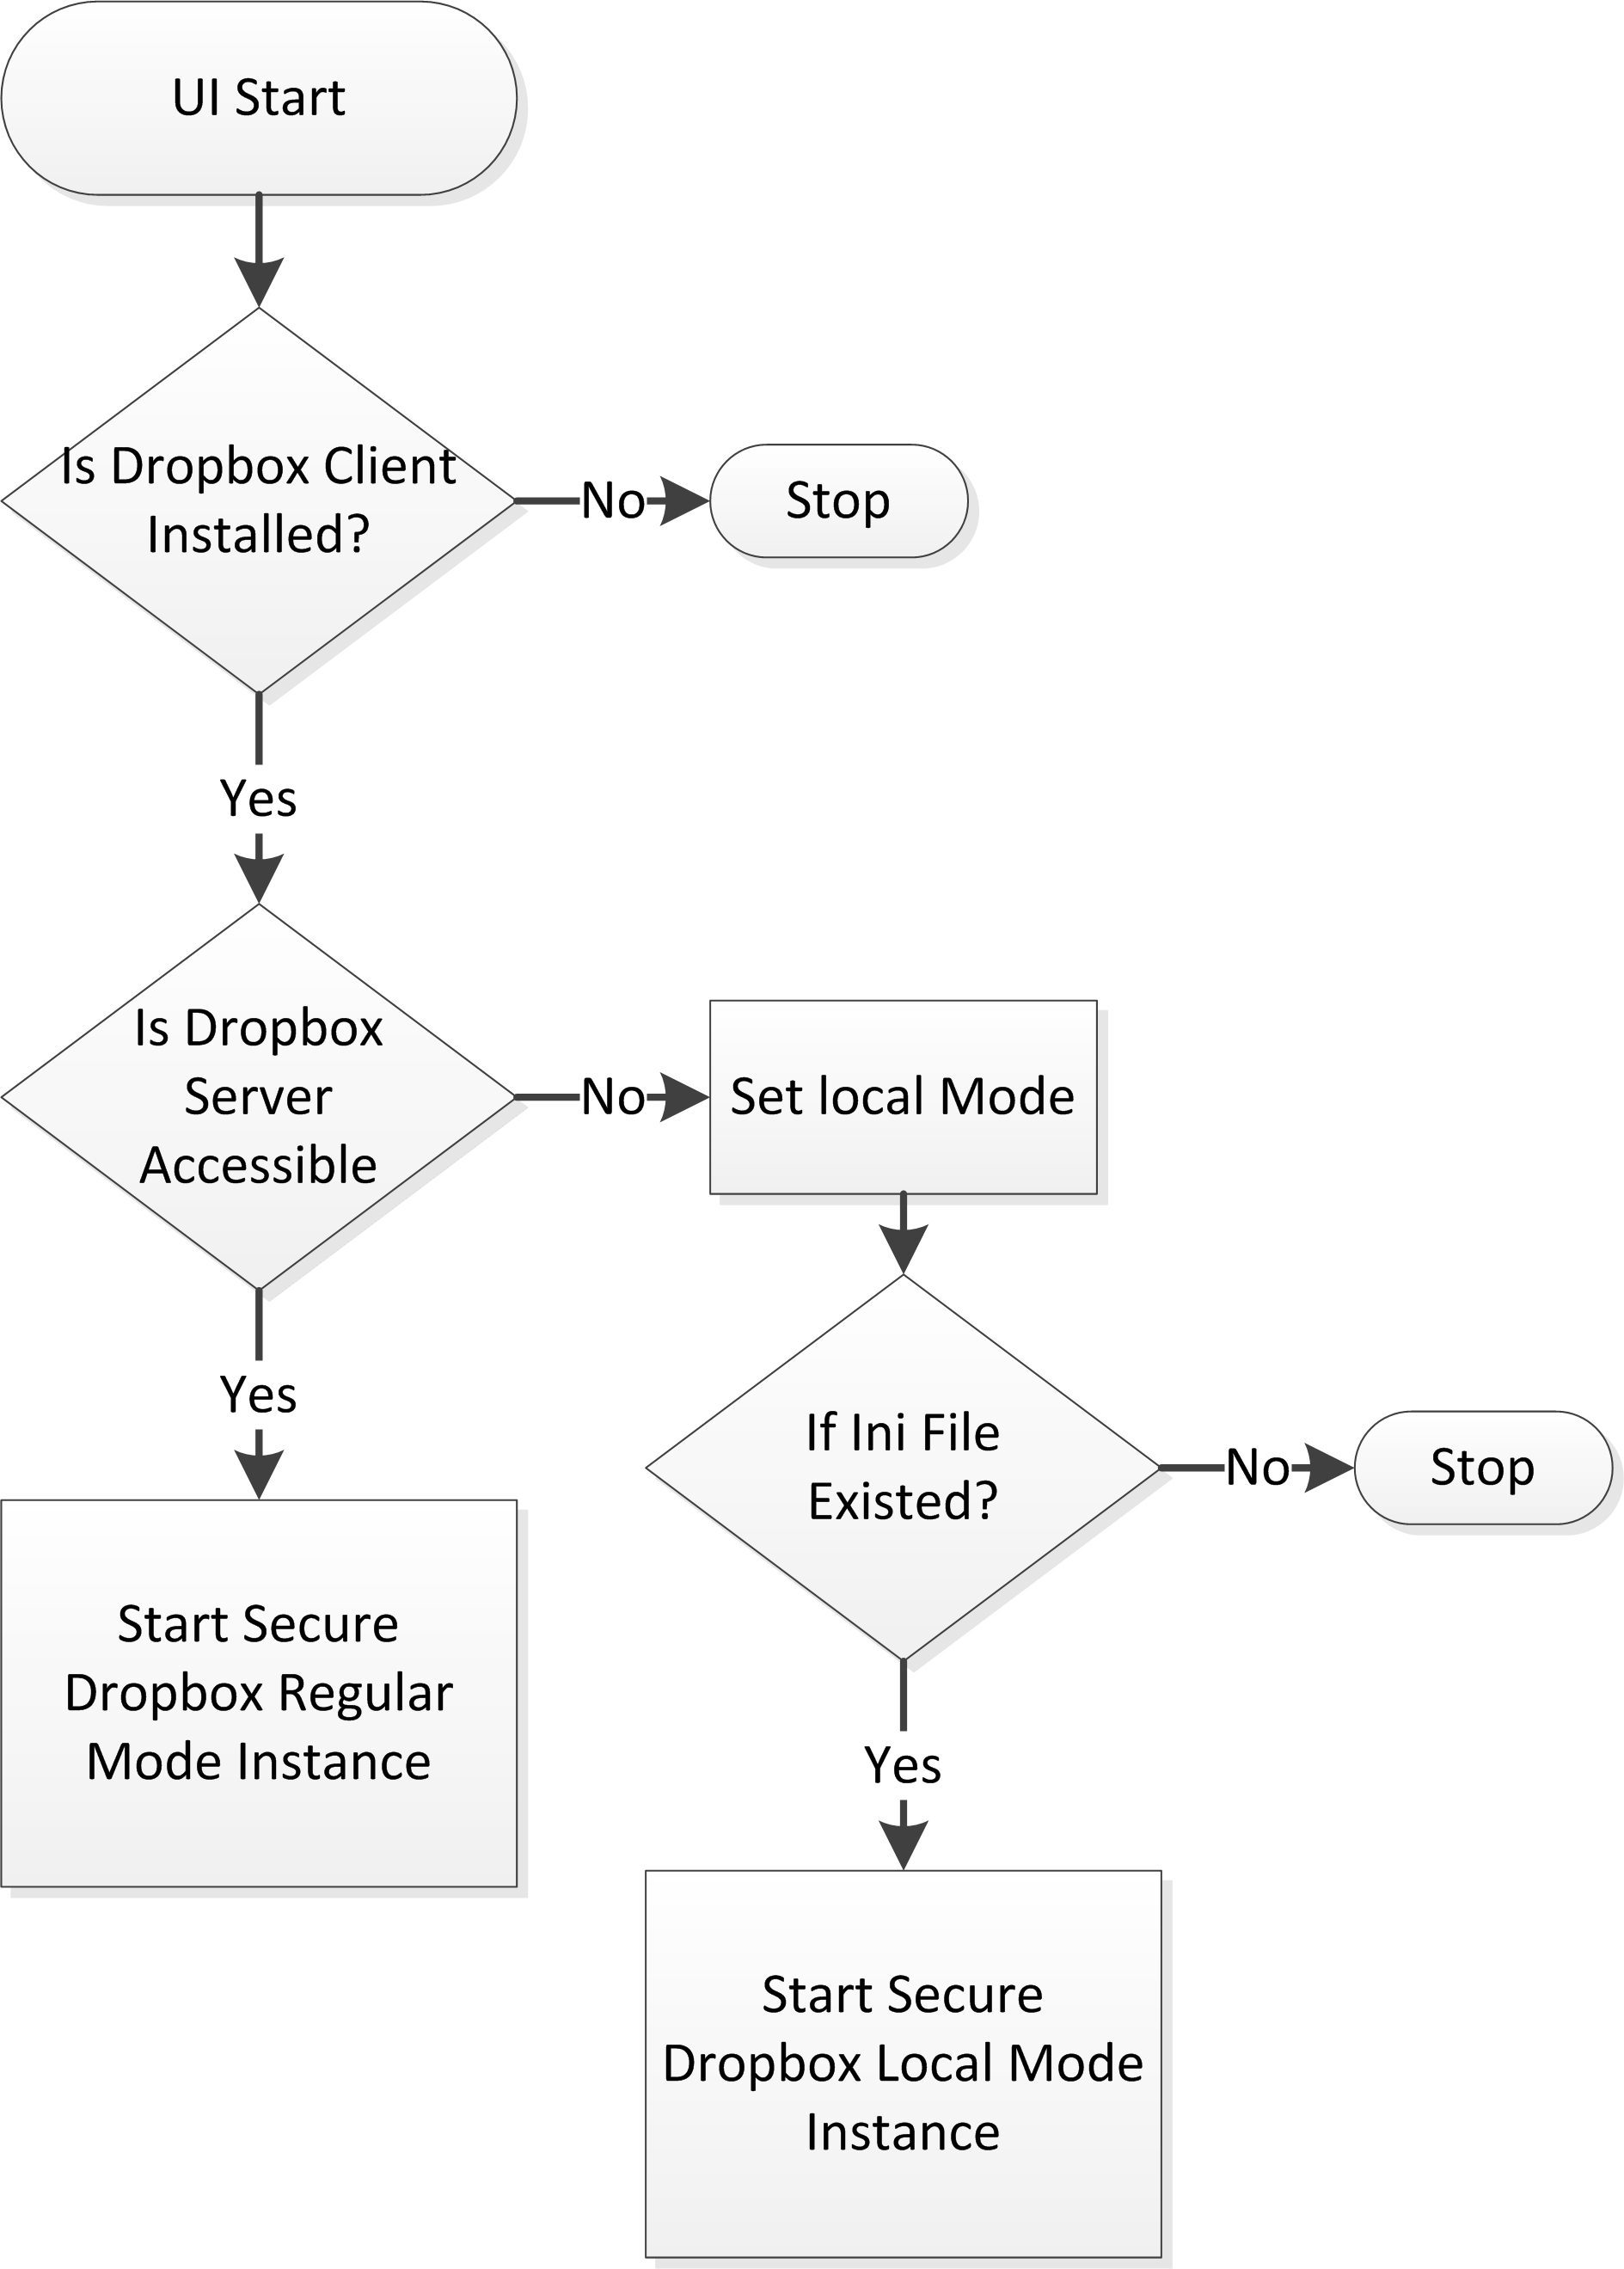 UI Start
Is Dropbox Client
Installed?
No
Stop
Yes
Is Dropbox
Server
Accessible
No
Set local Mode
Yes
If Ini File
Existed?
No
Stop
Start Secure
Dropbox Regular
Mode Instance
Yes
Start Secure
Dropbox Local Mode
Instance